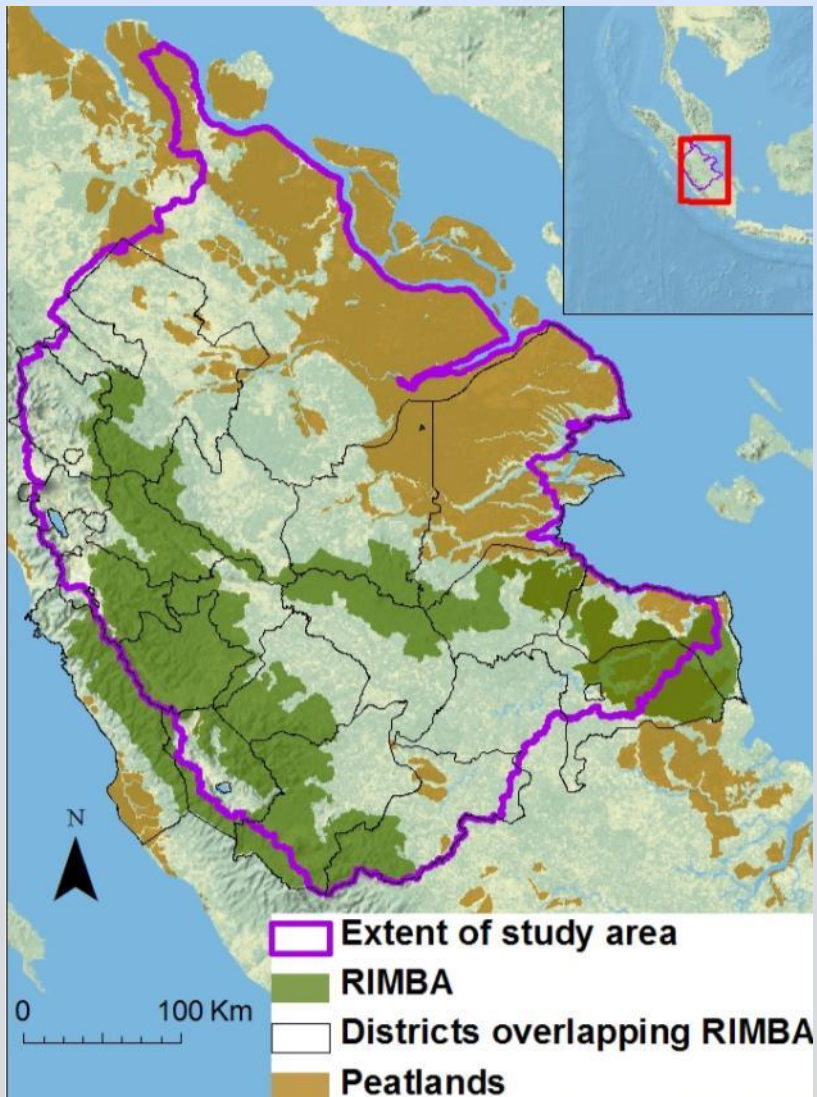 N
0 100 Km
Extent of study area
RIMBA
Districts overlapping RIMBA
Peatlands